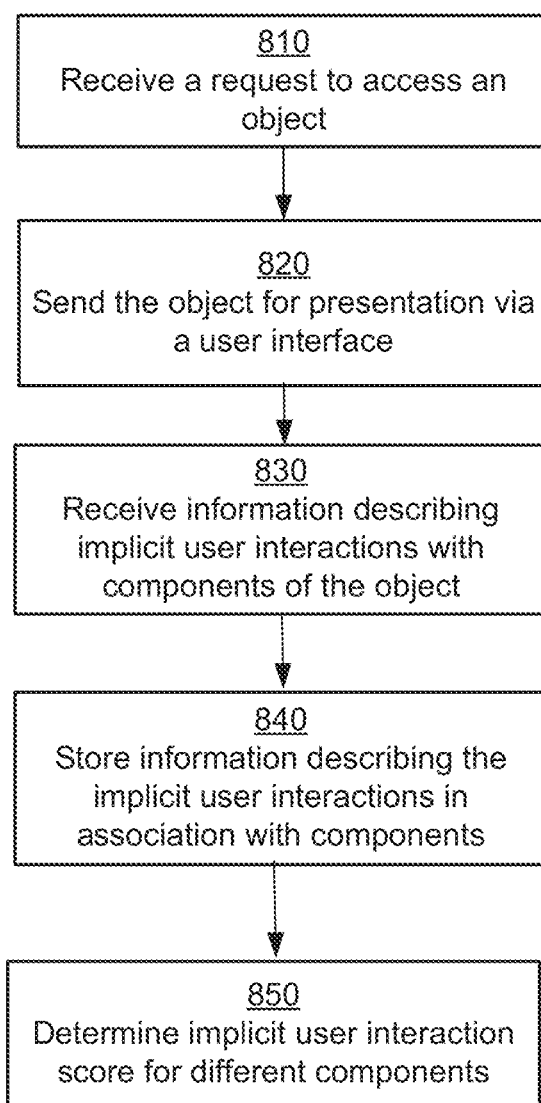 810
Receive a request to access an
object
820
Send the object for presentation via
a user interface
830
Receive information describing
implicit user interactions with
components of the object
840
Store information describing the
implicit user interactions in
association with components
850
Determine implicit user interaction
score for different components